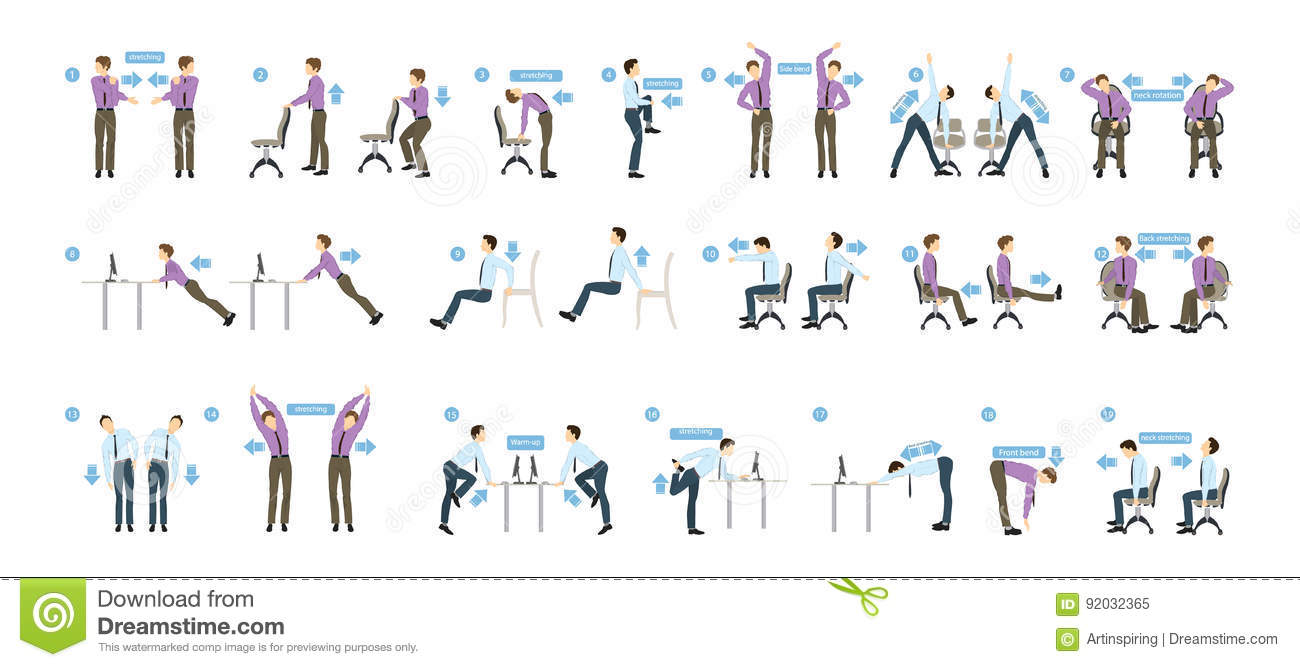 1
stretching
2
3
stretching
4
stretching
5
Side bend
6
7
neck rotation
8
9
10
11
12
Back stretching
13
14
stretching
15
Warm-up
16
stretching
17
18
Front bend
19
neck stretching
Download from
Dreamstime.com
This watermarked comp image is for previewing purposes only.
ID 92032365
© Artinspiring | Dreamstime.com